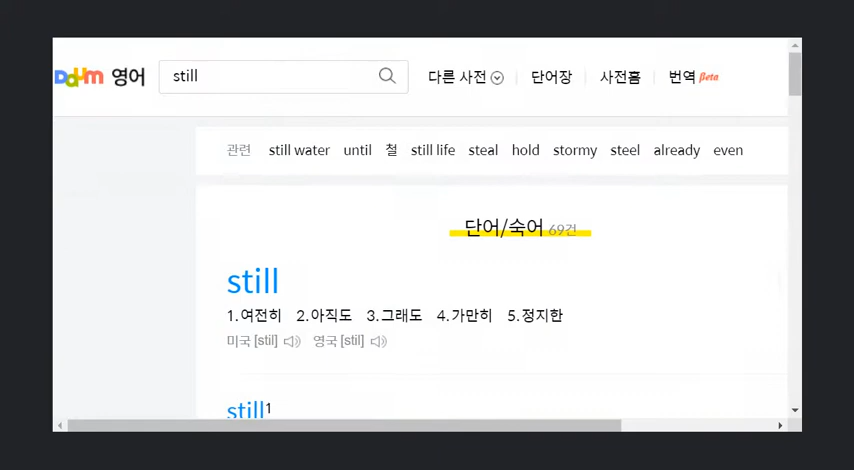 Daum 영어 still 다른 사전 단어장 사전홈 번역 Beta
관련 still water until 철 still life steal hold stormy steel already even
단어/숙어 69건
still
1.여전히 2.아직도 3.그래도 4.가만히 5.정지한
미국 [stil] 영국 [stil]
still1